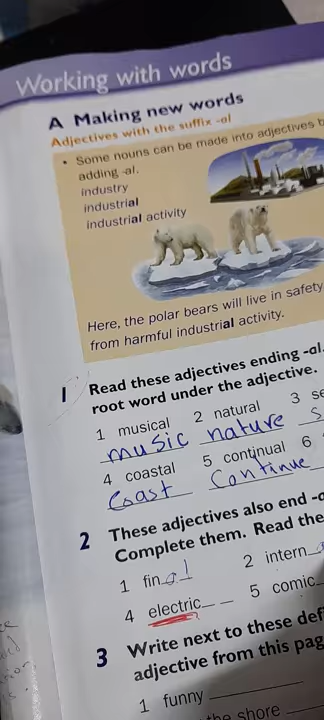 Working with words
A Making new words
Adjectives with the suffix -al
• Some nouns can be made into adjectives b
adding -al.
industry
industrial
industrial activity
Here, the polar bears will live in safety
from harmful industrial activity.
1 Read these adjectives ending -al.
root word under the adjective.
1 musical 2 natural 3 se
music nature s
4 coastal 5 continual 6
Coast Continue
2 These adjectives also end -a
Complete them. Read the
1 final 2 intern
4 electric_ _ 5 comic
3 Write next to these def
adjective from this pag
1 funny
the shore